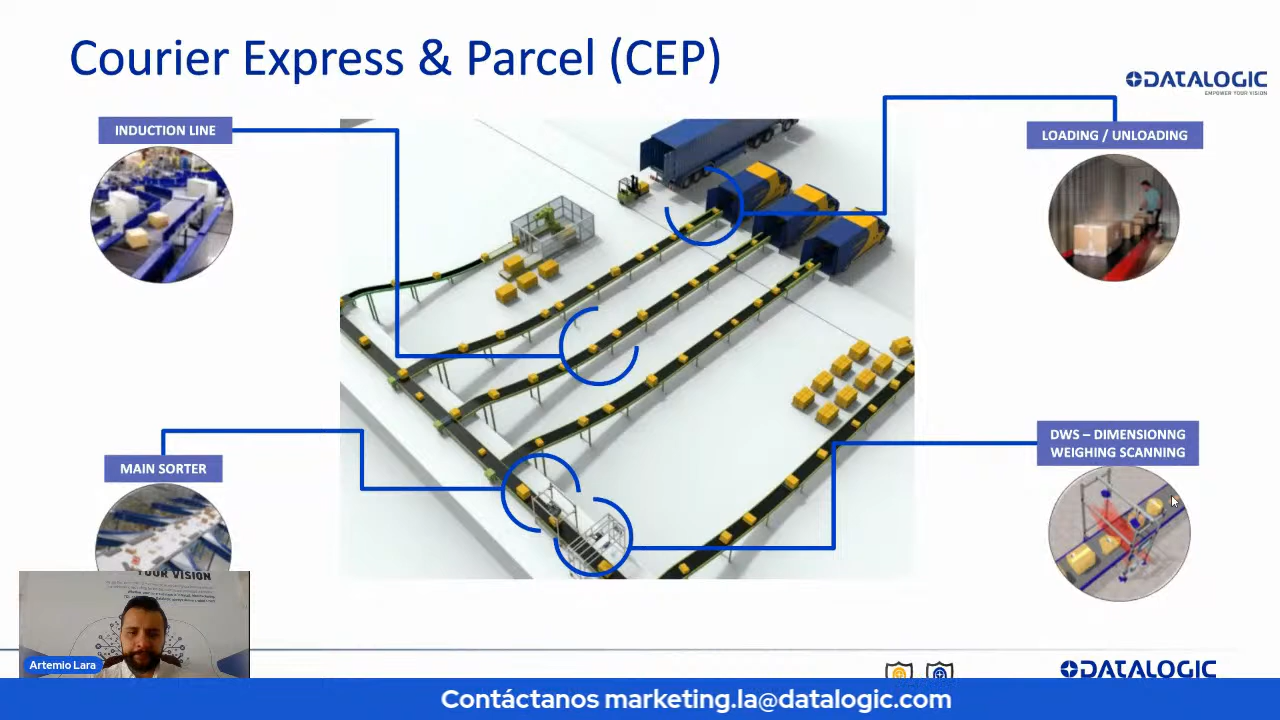 Courier Express & Parcel (CEP)
DATALOGIC
EMPOWER YOUR VISION
INDUCTION LINE
LOADING / UNLOADING
MAIN SORTER
DWS – DIMENSIONNG
WEIGHING SCANNING
YOUR VISION
Artemio Lara
DATALOGIC
Contáctanos marketing.la@datalogic.com